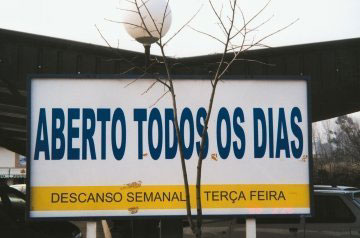 ABERTO TODOS OS DIAS
DESCANSO SEMANAL TERÇA FEIRA